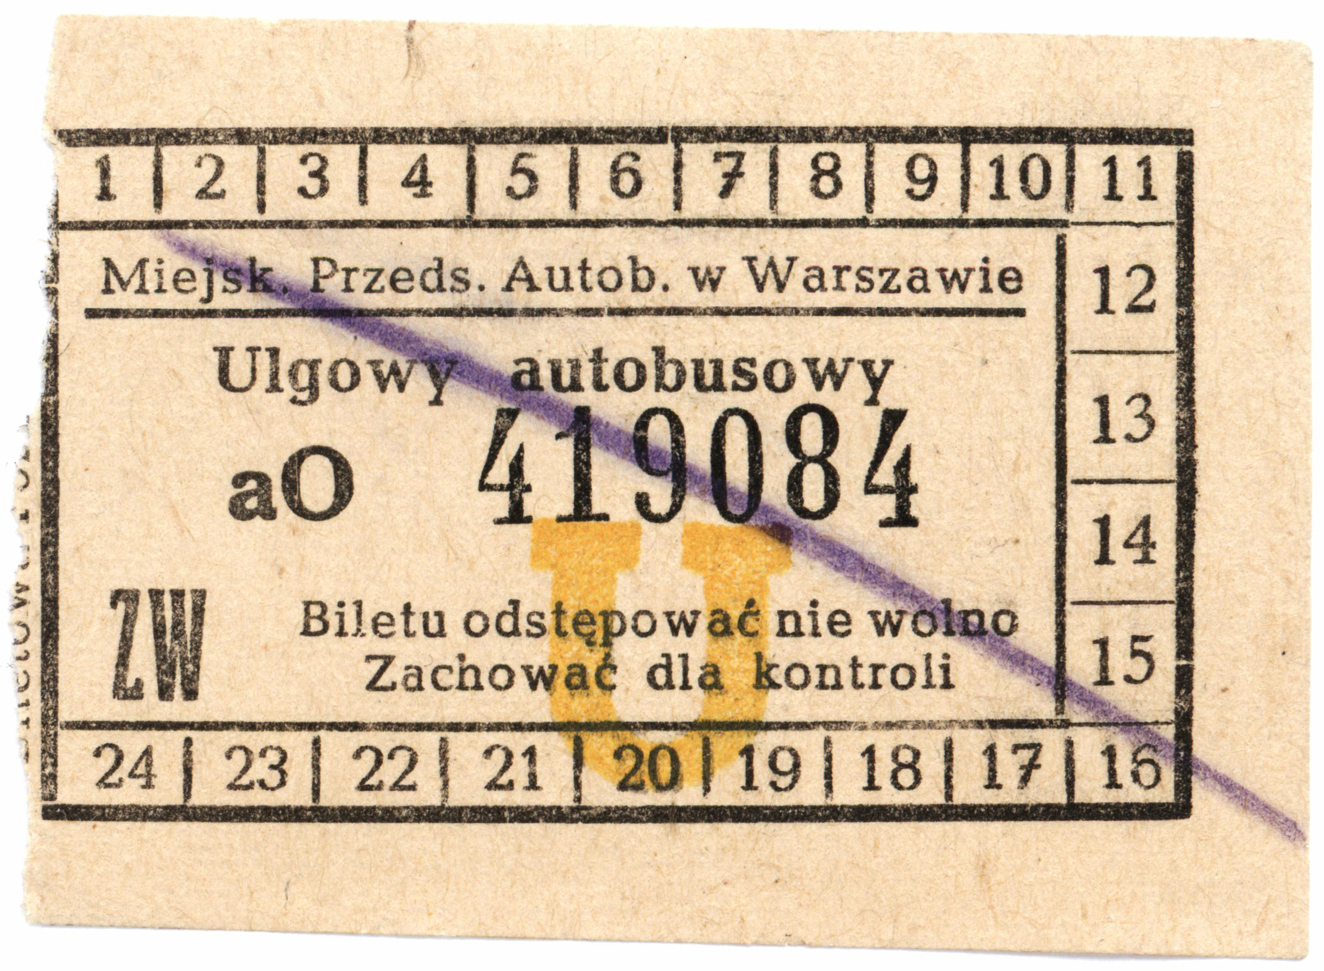 1 2 3 4 5 6 7 8 9 10 11
Miejsk. Przeds. Autob. w Warszawie
12
Ulgowy autobusowy
13
aO 419084
14
U
ZW
Biletu odstępować nie wolno
Zachować dla kontroli
15
24 23 22 21 20 19 18 17 16